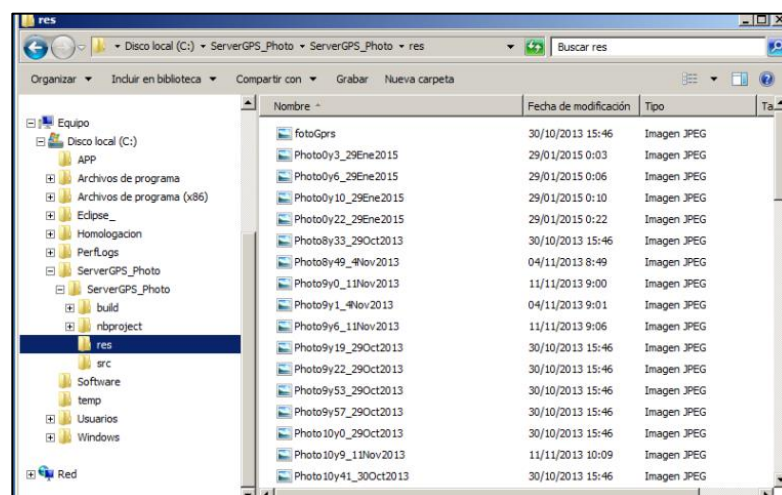 res
Disco local (C:) ServerGPS_Photo ServerGPS_Photo res
Buscar res
Organizar Incluir en biblioteca Compartir con Grabar Nueva carpeta
Equipo
Disco local (C:)
APP
Archivos de programa
Archivos de programa (x86)
Eclipse_
Homologacion
PerfLogs
ServerGPS_Photo
ServerGPS_Photo
build
nbproject
res
src
Software
temp
Usuarios
Windows
Red
Nombre Fecha de modificación Tipo Ta
fotoGprs 30/10/2013 15:46 Imagen JPEG
Photo0y3_29Ene2015 29/01/2015 0:03 Imagen JPEG
Photo0y6_29Ene2015 29/01/2015 0:06 Imagen JPEG
Photo0y10_29Ene2015 29/01/2015 0:10 Imagen JPEG
Photo0y22_29Ene2015 29/01/2015 0:22 Imagen JPEG
Photo8y33_29Oct2013 30/10/2013 15:46 Imagen JPEG
Photo8y49_4Nov2013 04/11/2013 8:49 Imagen JPEG
Photo9y0_11Nov2013 11/11/2013 9:00 Imagen JPEG
Photo9y1_4Nov2013 04/11/2013 9:01 Imagen JPEG
Photo9y6_11Nov2013 11/11/2013 9:06 Imagen JPEG
Photo9y19_29Oct2013 30/10/2013 15:46 Imagen JPEG
Photo9y22_29Oct2013 30/10/2013 15:46 Imagen JPEG
Photo9y53_29Oct2013 30/10/2013 15:46 Imagen JPEG
Photo9y57_29Oct2013 30/10/2013 15:46 Imagen JPEG
Photo10y0_29Oct2013 30/10/2013 15:46 Imagen JPEG
Photo10y9_11Nov2013 11/11/2013 10:09 Imagen JPEG
Photo10y41_30Oct2013 30/10/2013 15:46 Imagen JPEG